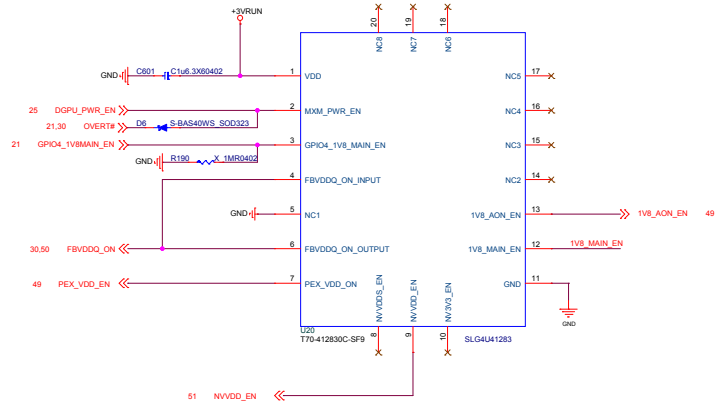 +3VRUN
20
19
18
NC8
NC7
NC6
GND
C601
C1u6.3X60402
1
VDD
NC5
17
25
DGPU_PWR_EN
2
MXM_PWR_EN
NC4
16
21,30
OVERT#
D6
S-BAS40WS_SOD323
21
GPIO4_1V8MAIN_EN
3
GPIO4_1V8_MAIN_EN
NC3
15
GND
R190
X_1MR0402
4
FBVDDQ_ON_INPUT
NC2
14
GND
5
NC1
1V8_AON_EN
13
1V8_AON_EN
49
30,50
FBVDDQ_ON
6
FBVDDQ_ON_OUTPUT
1V8_MAIN_EN
12
1V8_MAIN_EN
49
PEX_VDD_EN
7
PEX_VDD_ON
GND
11
NVVDDS_EN
NVVDD_EN
NV3V3_EN
GND
U20
T70-412830C-SF9
8
9
10
SLG4U41283
51
NVVDD_EN